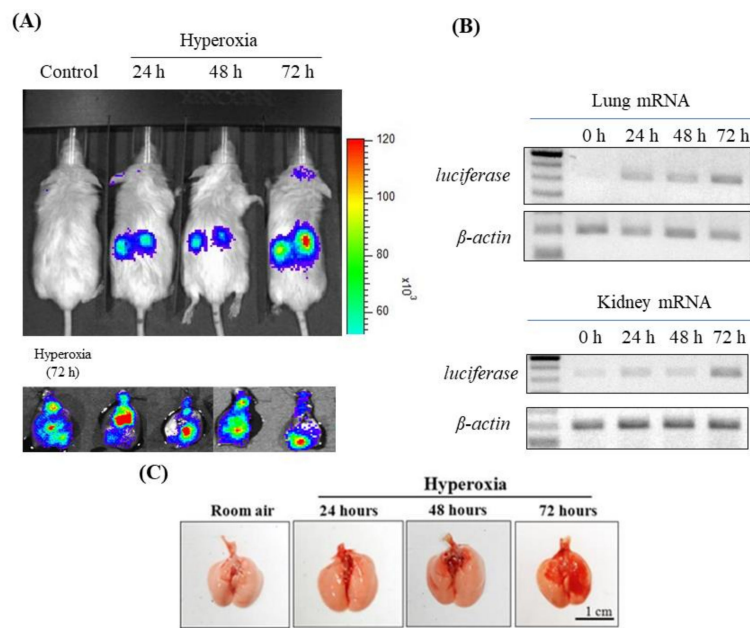 (A)
Hyperoxia
Control 24 h 48 h 72 h
120
100
80
60
x10³
Hyperoxia
(72 h)
(B)
Lung mRNA
0 h 24 h 48 h 72 h
luciferase
β-actin
Kidney mRNA
0 h 24 h 48 h 72 h
luciferase
β-actin
(C)
Hyperoxia
Room air 24 hours 48 hours 72 hours
1 cm